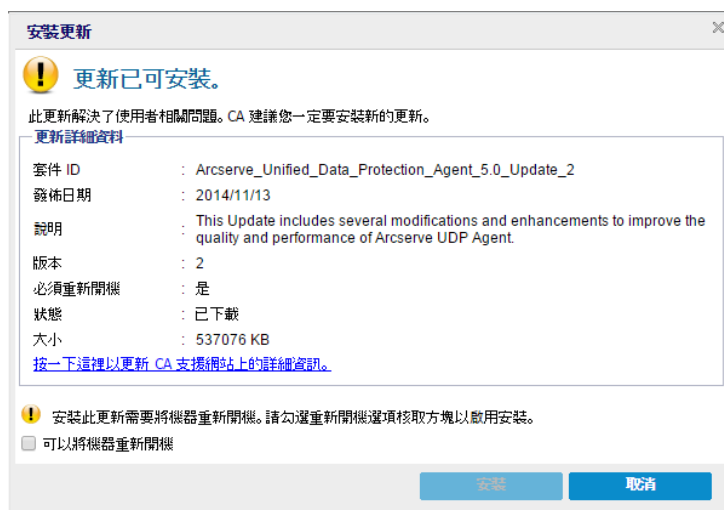 安裝更新
更新已可安裝。
此更新解決了使用者相關問題。CA 建議您一定要安裝新的更新。
更新詳細資料
套件 ID : Arcserve_Unified_Data_Protection_Agent_5.0_Update_2
發佈日期 : 2014/11/13
說明 : This Update includes several modifications and enhancements to improve the
quality and performance of Arcserve UDP Agent.
版本 : 2
必須重新開機 : 是
狀態 : 已下載
大小 : 537076 KB
按一下這裡以更新 CA 支援網站上的詳細資訊。
安裝此更新需要將機器重新開機。請勾選重新開機選項核取方塊以啟用安裝。
可以將機器重新開機
安裝 取消